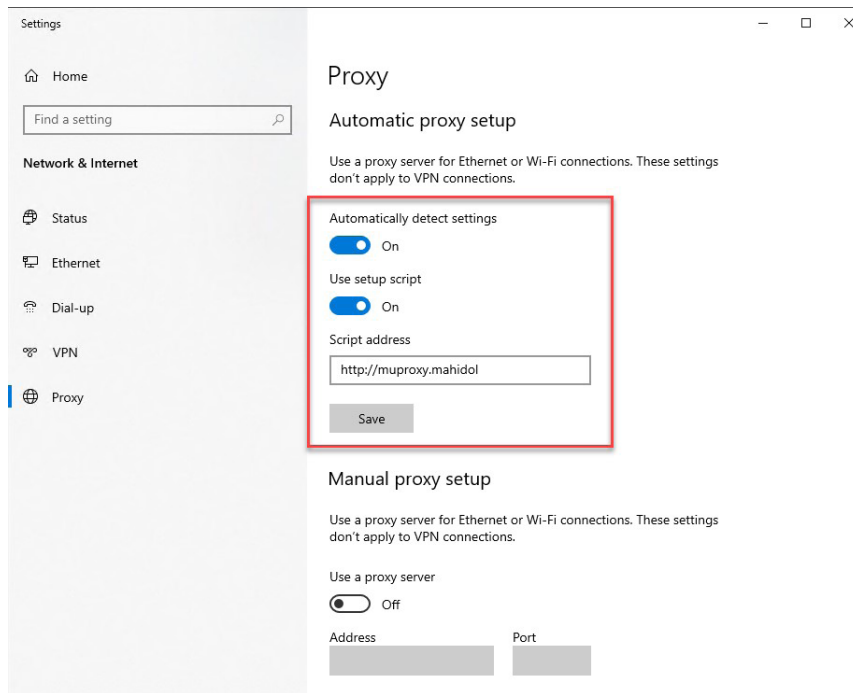 Settings
Home
Find a setting
Network & Internet
Status
Ethernet
Dial-up
VPN
Proxy
Proxy
Automatic proxy setup
Use a proxy server for Ethernet or Wi-Fi connections. These settings
don't apply to VPN connections.
Automatically detect settings
On
Use setup script
On
Script address
http://muproxy.mahidol
Save
Manual proxy setup
Use a proxy server for Ethernet or Wi-Fi connections. These settings
don't apply to VPN connections.
Use a proxy server
Off
Address Port